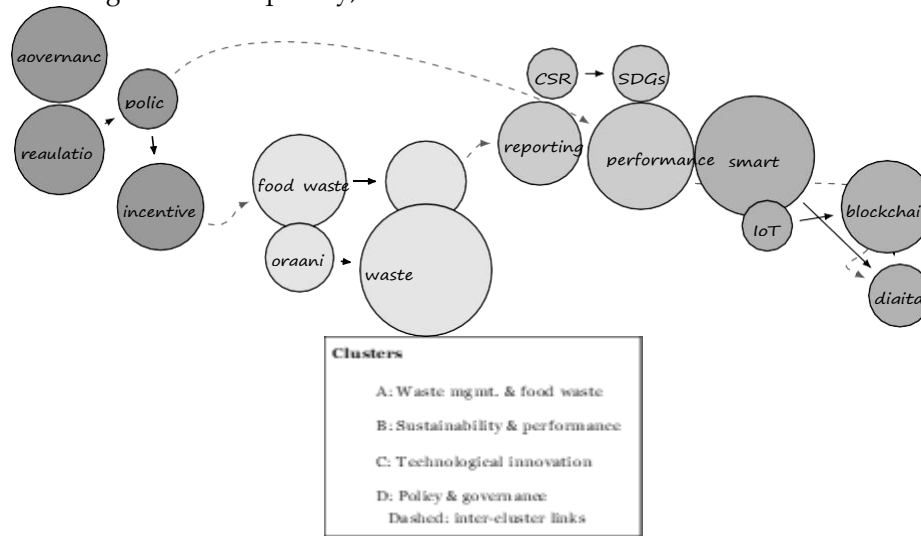 aovernanc
polic
reaulatio
incentive
food waste
oraani
waste
CSR
SDGs
reporting
performance
smart
IoT
blockchai
diaita
Clusters
A: Waste mgmt. & food waste
B: Sustainability & performance
C: Technological innovation
D: Policy & governance
Dashed: inter-cluster links